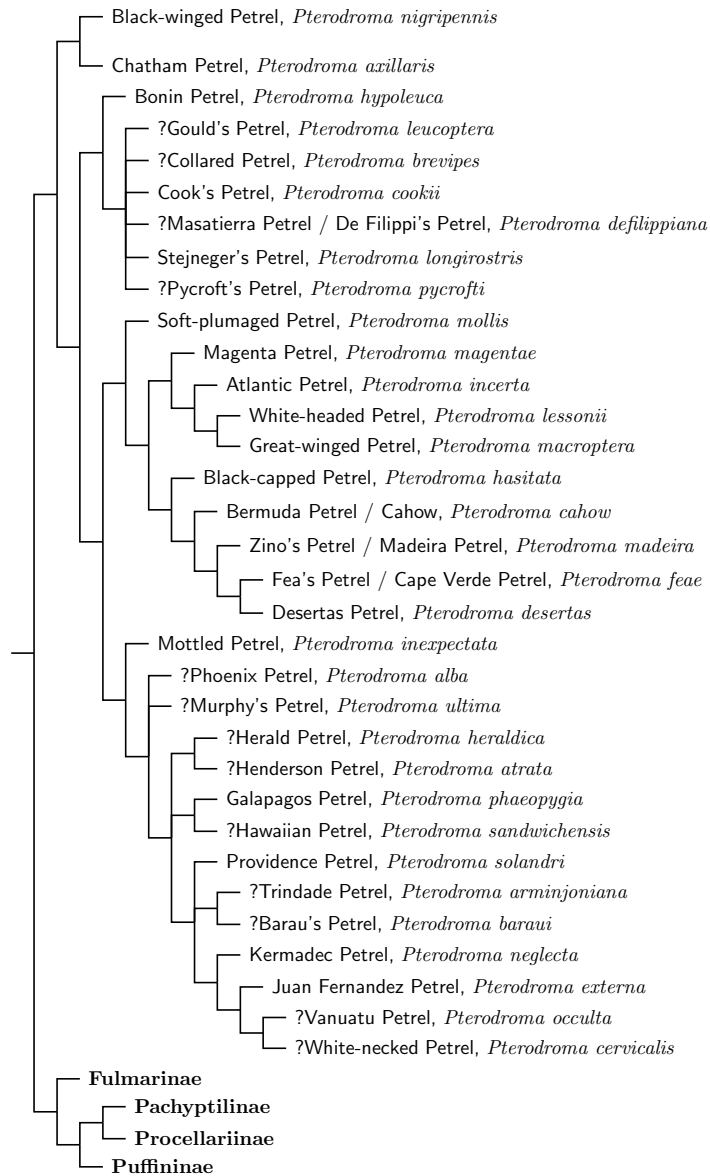 Black-winged Petrel, Pterodroma nigripennis
Chatham Petrel, Pterodroma axillaris
Bonin Petrel, Pterodroma hypoleuca
?Gould's Petrel, Pterodroma leucoptera
?Collared Petrel, Pterodroma brevipes
Cook's Petrel, Pterodroma cookii
?Masatierra Petrel / De Filippi's Petrel, Pterodroma defilippiana
Stejneger's Petrel, Pterodroma longirostris
?Pycroft's Petrel, Pterodroma pycrofti
Soft-plumaged Petrel, Pterodroma mollis
Magenta Petrel, Pterodroma magentae
Atlantic Petrel, Pterodroma incerta
White-headed Petrel, Pterodroma lessonii
Great-winged Petrel, Pterodroma macroptera
Black-capped Petrel, Pterodroma hasitata
Bermuda Petrel / Cahow, Pterodroma cahow
Zino's Petrel / Madeira Petrel, Pterodroma madeira
Fea's Petrel / Cape Verde Petrel, Pterodroma feae
Desertas Petrel, Pterodroma desertas
Mottled Petrel, Pterodroma inexpectata
?Phoenix Petrel, Pterodroma alba
?Murphy's Petrel, Pterodroma ultima
?Herald Petrel, Pterodroma heraldica
?Henderson Petrel, Pterodroma atrata
Galapagos Petrel, Pterodroma phaeopygia
?Hawaiian Petrel, Pterodroma sandwichensis
Providence Petrel, Pterodroma solandri
?Trindade Petrel, Pterodroma arminjoniana
?Barau's Petrel, Pterodroma baraui
Kermadec Petrel, Pterodroma neglecta
Juan Fernandez Petrel, Pterodroma externa
?Vanuatu Petrel, Pterodroma occulta
?White-necked Petrel, Pterodroma cervicalis
Fulmarinae
Pachyptilinae
Procellariinae
Puffininae